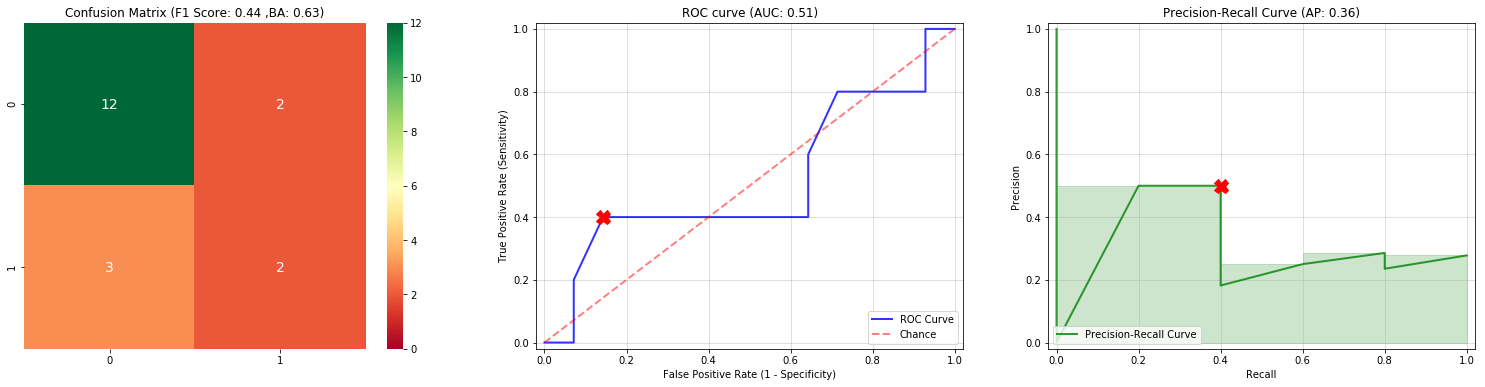 Confusion Matrix (F1 Score: 0.44 ,BA: 0.63)
12
2
3
2
0
1
0
1
12
10
8
6
4
2
0
ROC curve (AUC: 0.51)
True Positive Rate (Sensitivity)
1.0
0.8
0.6
0.4
0.2
0.0
ROC Curve
Chance
0.0 0.2 0.4 0.6 0.8 1.0
False Positive Rate (1 - Specificity)
Precision-Recall Curve (AP: 0.36)
Precision
1.0
0.8
0.6
0.4
0.2
0.0
Precision-Recall Curve
0.0 0.2 0.4 0.6 0.8 1.0
Recall